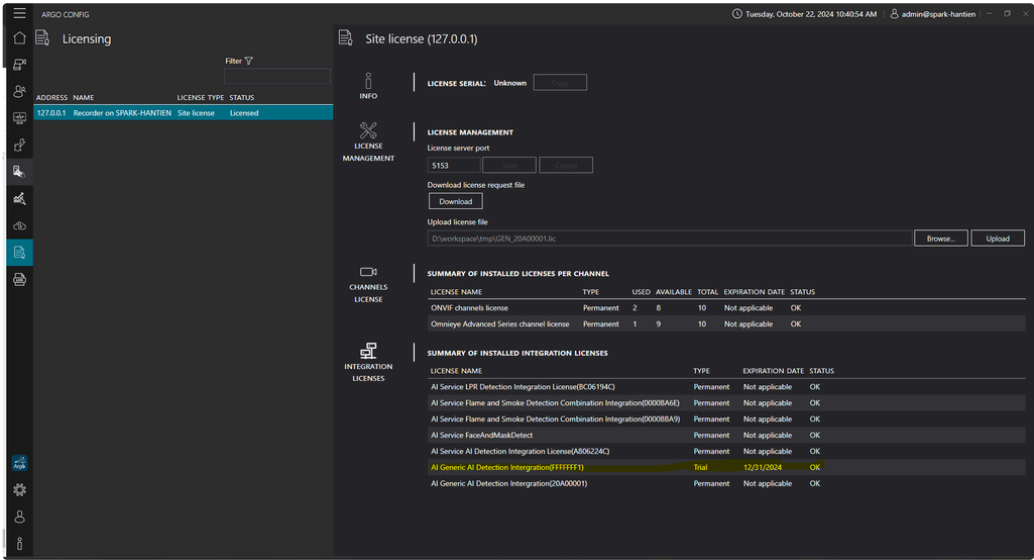 ARGO CONFIG
Tuesday, October 22, 2024 10:40:54 AM
admin@spark-hantien
Licensing
Filter
ADDRESS NAME LICENSE TYPE STATUS
127.0.0.1 Recorder on SPARK-HANTIEN Site license Licensed
Site license (127.0.0.1)
INFO
LICENSE SERIAL: Unknown Copy
LICENSE MANAGEMENT
LICENSE MANAGEMENT
License server port
5153 Save Cancel
Download license request file
Download
Upload license file
D:\workspace\tmp\GEN_20A00001.lic Browse... Upload
CHANNELS LICENSE
SUMMARY OF INSTALLED LICENSES PER CHANNEL
LICENSE NAME TYPE USED AVAILABLE TOTAL EXPIRATION DATE STATUS
ONVIF channels license Permanent 2 8 10 Not applicable OK
Omnieye Advanced Series channel license Permanent 1 9 10 Not applicable OK
INTEGRATION LICENSES
SUMMARY OF INSTALLED INTEGRATION LICENSES
LICENSE NAME TYPE EXPIRATION DATE STATUS
AI Service LPR Detection Integration License(BC06194C) Permanent Not applicable OK
AI Service Flame and Smoke Detection Combination Integration(0000BA6E) Permanent Not applicable OK
AI Service Flame and Smoke Detection Combination Integration(0000BBA9) Permanent Not applicable OK
AI Service FaceAndMaskDetect Permanent Not applicable OK
AI Service AI Detection Integration License(A806224C) Permanent Not applicable OK
AI Generic AI Detection Intergration(FFFFFFF1) Trial 12/31/2024 OK
AI Generic AI Detection Intergration(20A00001) Permanent Not applicable OK
Argo